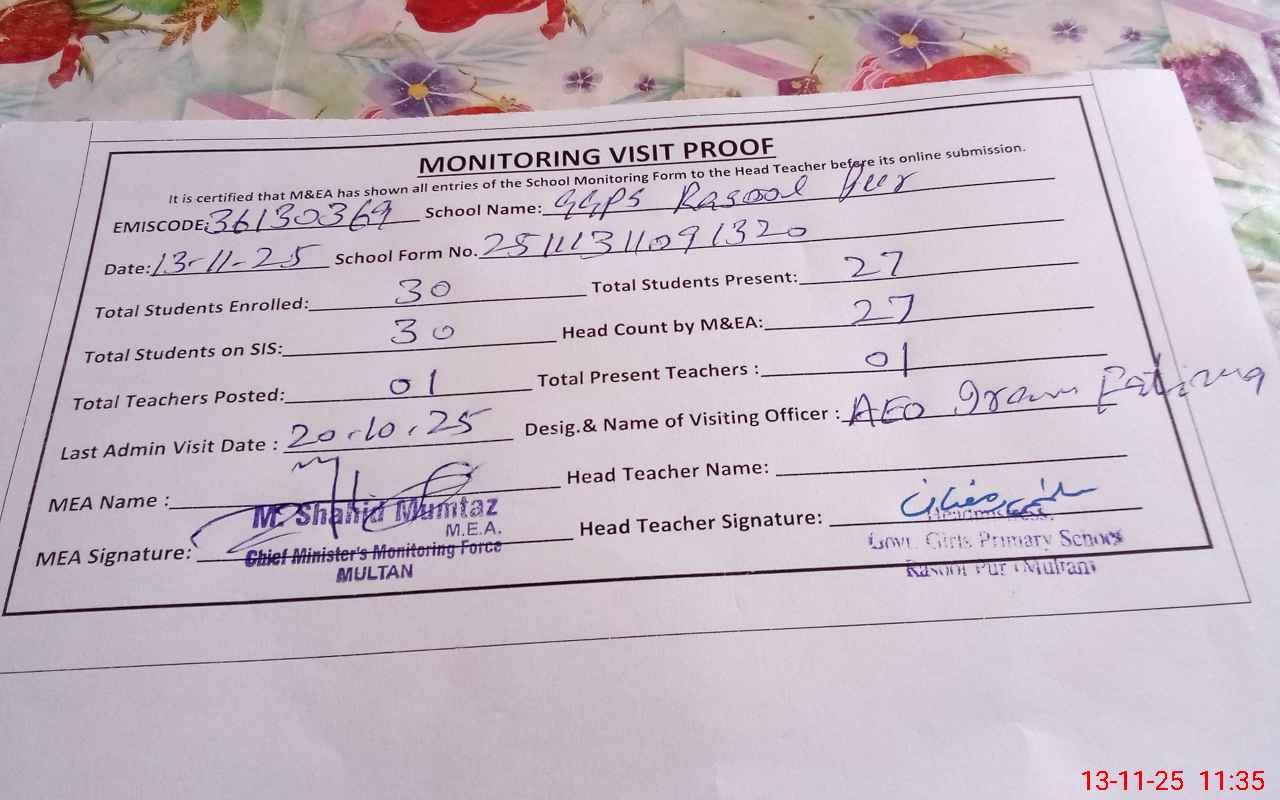 MONITORING VISIT PROOF
It is certified that M&EA has shown all entries of the School Monitoring Form to the Head Teacher before its online submission.
EMISCODE: 36130369 School Name: GGPS Rasool Pur
Date: 13-11-25 School Form No. 25111311091320
Total Students Enrolled: 30 Total Students Present: 27
Total Students on SIS: 30 Head Count by M&EA: 27
Total Teachers Posted: 01 Total Present Teachers : 01
Last Admin Visit Date : 20.10.25 Desig.& Name of Visiting Officer : AEO Iram Fatima
MEA Name : Head Teacher Name:
M. Shahid Mumtaz
M.E.A.
MEA Signature: Head Teacher Signature:
Chief Minister's Monitoring Force
MULTAN
Headmistress,
Govt. Girls Primary School
Rasool Pur (Multan)
13-11-25 11:35